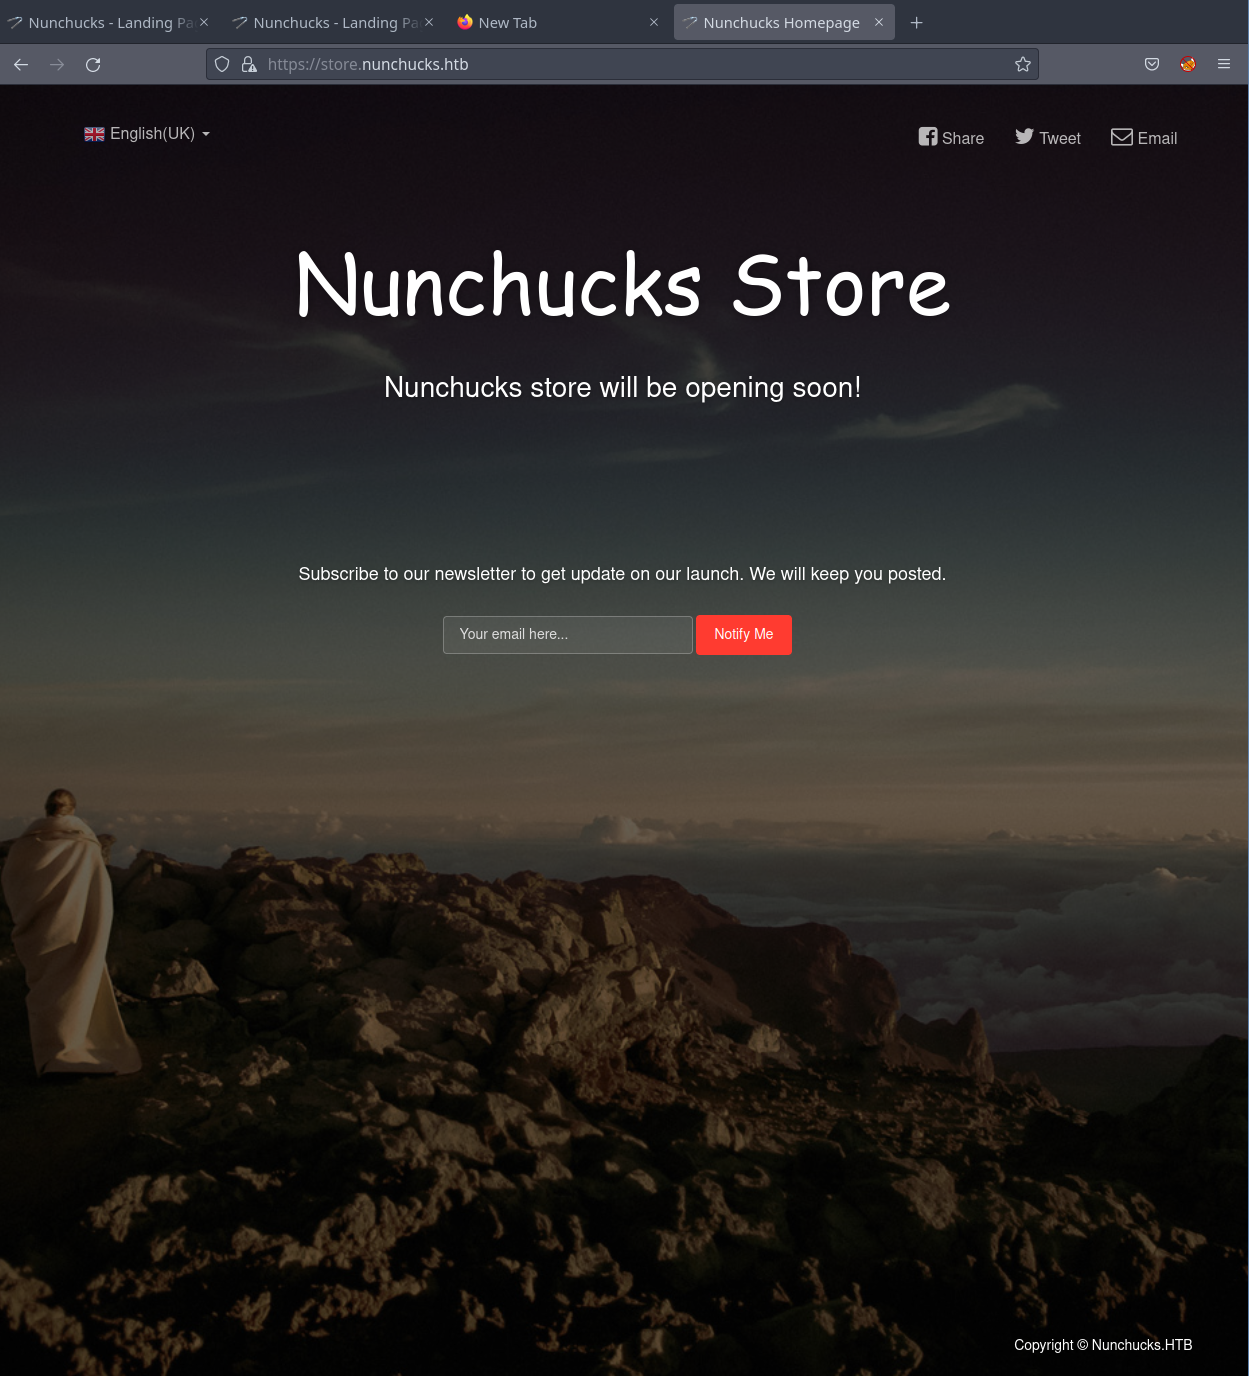 Nunchucks - Landing Pa
Nunchucks - Landing Pa
New Tab
Nunchucks Homepage
https://store.nunchucks.htb
English(UK)
Share
Tweet
Email
Nunchucks Store
Nunchucks store will be opening soon!
Subscribe to our newsletter to get update on our launch. We will keep you posted.
Your email here...
Notify Me
Copyright © Nunchucks.HTB